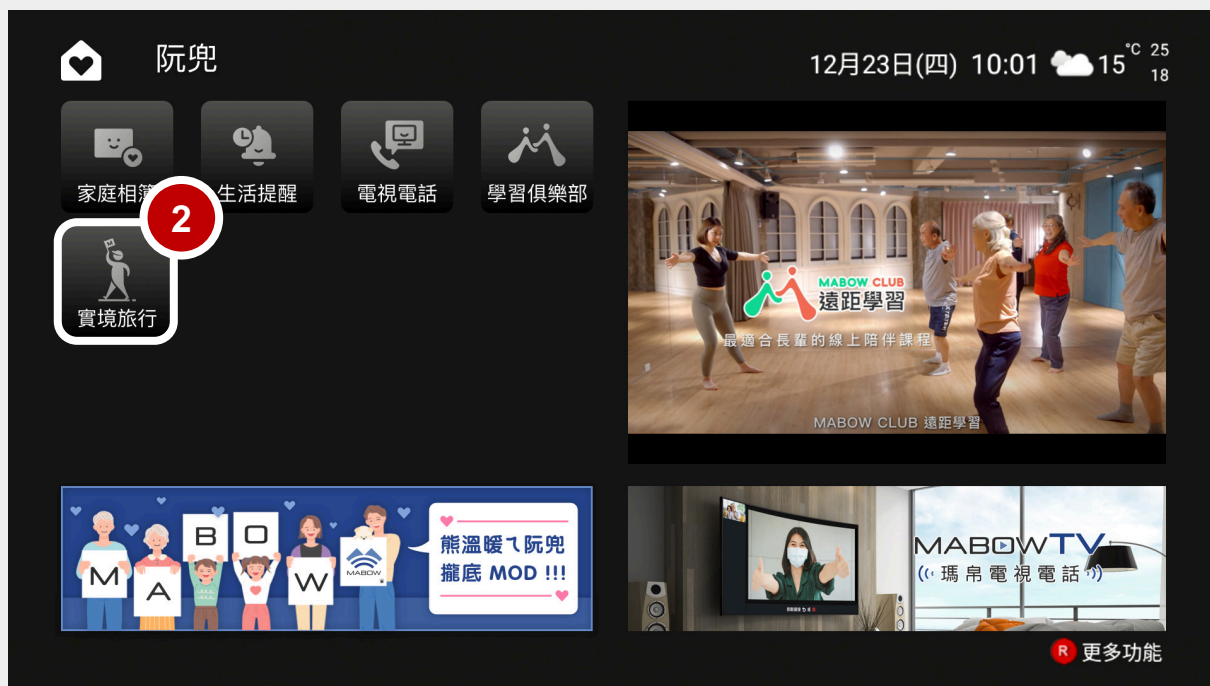 阮兜
12月23日(四) 10:01 15°C 25
18
家庭相簿 生活提醒 電視電話 學習俱樂部
2
實境旅行
MABOW CLUB
遠距學習
最適合長輩的線上陪伴課程
MABOW CLUB 遠距學習
M A B O W
MABOW
熊溫暖ㄟ阮兜
攏底 MOD !!!
MABOWTV
瑪帛電視電話
R 更多功能